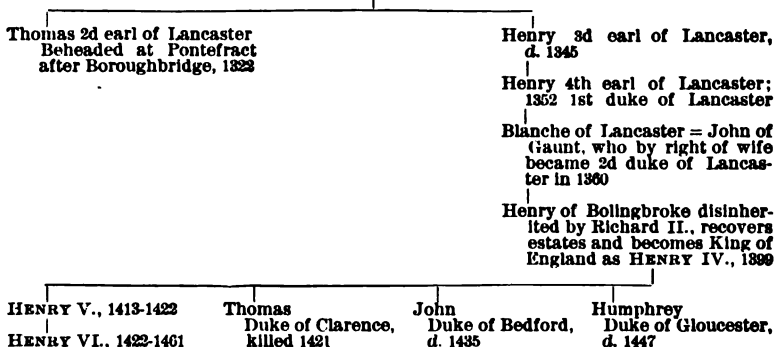 Thomas 2d earl of Lancaster
Beheaded at Pontefract
after Boroughbridge, 1322
Henry 3d earl of Lancaster,
d. 1345
Henry 4th earl of Lancaster;
1352 1st duke of Lancaster
Blanche of Lancaster = John of
Gaunt, who by right of wife
became 2d duke of Lancas-
ter in 1360
Henry of Bolingbroke disinher-
ited by Richard II., recovers
estates and becomes King of
England as HENRY IV., 1399
HENRY V., 1413-1422
HENRY VI., 1422-1461
Thomas
Duke of Clarence,
killed 1421
John
Duke of Bedford,
d. 1435
Humphrey
Duke of Gloucester,
d. 1447